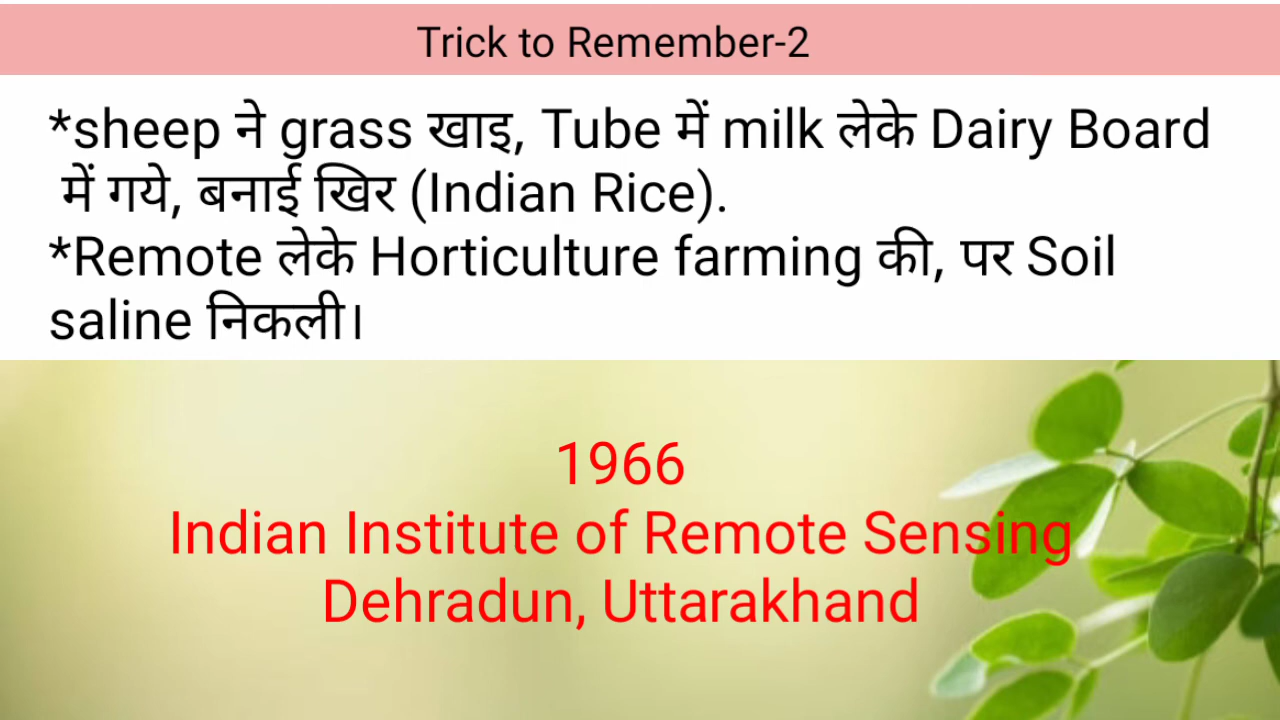 Trick to Remember-2
*sheep ने grass खाइ, Tube में milk लेके Dairy Board
में गये, बनाई खिर (Indian Rice).
*Remote लेके Horticulture farming की, पर Soil
saline निकली।
1966
Indian Institute of Remote Sensing
Dehradun, Uttarakhand